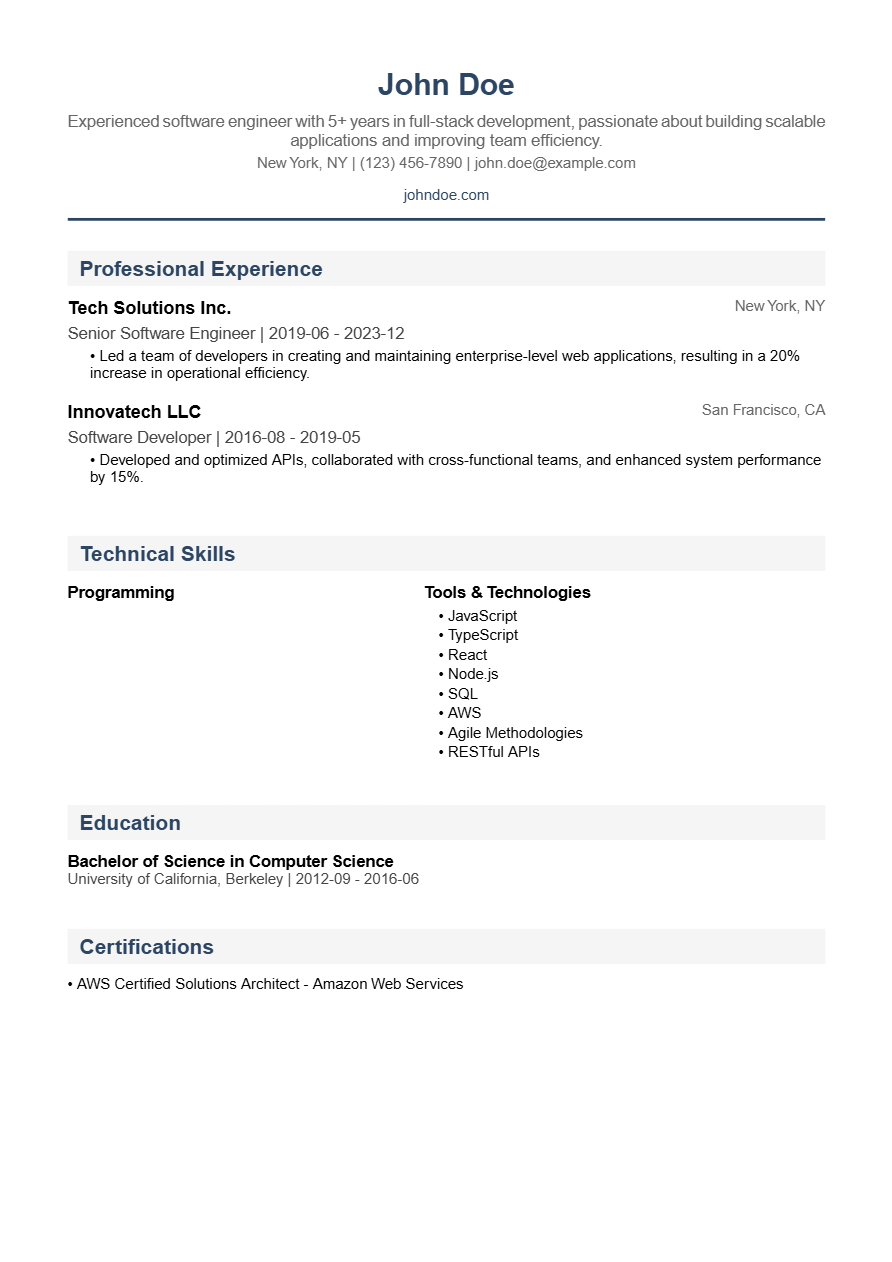 John Doe
Experienced software engineer with 5+ years in full-stack development, passionate about building scalable
applications and improving team efficiency.
New York, NY | (123) 456-7890 | john.doe@example.com
johndoe.com
Professional Experience
Tech Solutions Inc.
New York, NY
Senior Software Engineer | 2019-06 - 2023-12
• Led a team of developers in creating and maintaining enterprise-level web applications, resulting in a 20%
increase in operational efficiency.
Innovatech LLC
San Francisco, CA
Software Developer | 2016-08 - 2019-05
• Developed and optimized APIs, collaborated with cross-functional teams, and enhanced system performance
by 15%.
Technical Skills
Programming
Tools & Technologies
• JavaScript
• TypeScript
• React
• Node.js
• SQL
• AWS
• Agile Methodologies
• RESTful APIs
Education
Bachelor of Science in Computer Science
University of California, Berkeley | 2012-09 - 2016-06
Certifications
• AWS Certified Solutions Architect - Amazon Web Services